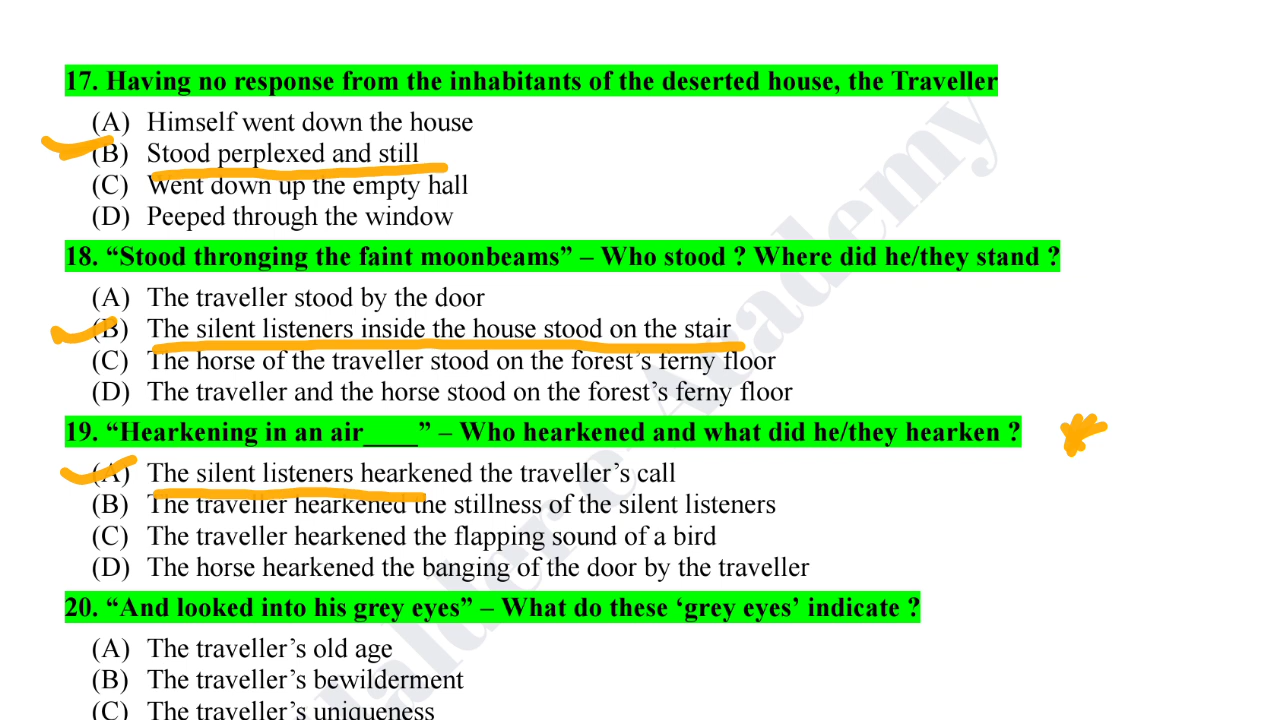 17. Having no response from the inhabitants of the deserted house, the Traveller
(A) Himself went down the house
(B) Stood perplexed and still
(C) Went down up the empty hall
(D) Peeped through the window
18. “Stood thronging the faint moonbeams” – Who stood ? Where did he/they stand ?
(A) The traveller stood by the door
(B) The silent listeners inside the house stood on the stair
(C) The horse of the traveller stood on the forest’s ferny floor
(D) The traveller and the horse stood on the forest’s ferny floor
19. “Hearkening in an air____” – Who hearkened and what did he/they hearken ?
(A) The silent listeners hearkened the traveller’s call
(B) The traveller hearkened the stillness of the silent listeners
(C) The traveller hearkened the flapping sound of a bird
(D) The horse hearkened the banging of the door by the traveller
20. “And looked into his grey eyes” – What do these ‘grey eyes’ indicate ?
(A) The traveller’s old age
(B) The traveller’s bewilderment
(C) The traveller’s uniqueness
Academy